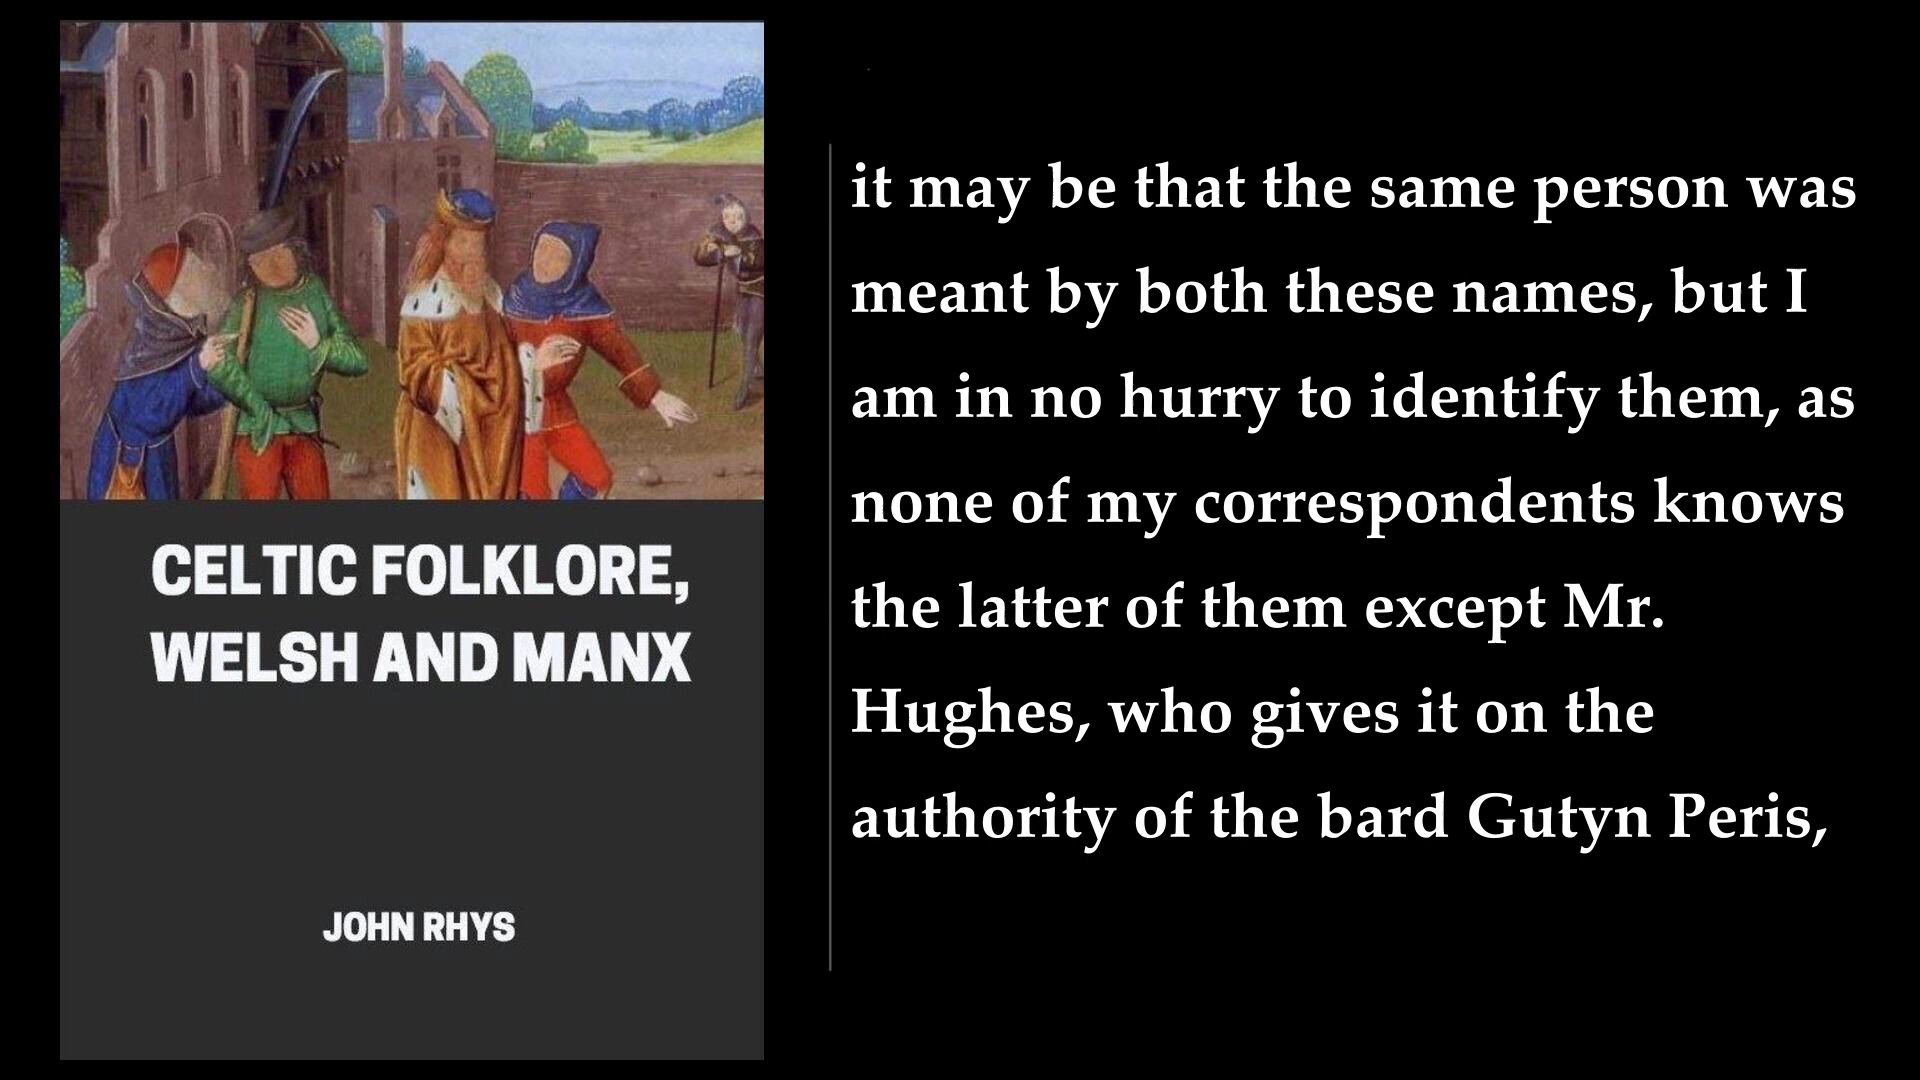 CELTIC FOLKLORE,
WELSH AND MANX
JOHN RHYS
it may be that the same person was
meant by both these names, but I
am in no hurry to identify them, as
none of my correspondents knows
the latter of them except Mr.
Hughes, who gives it on the
authority of the bard Gutyn Peris,